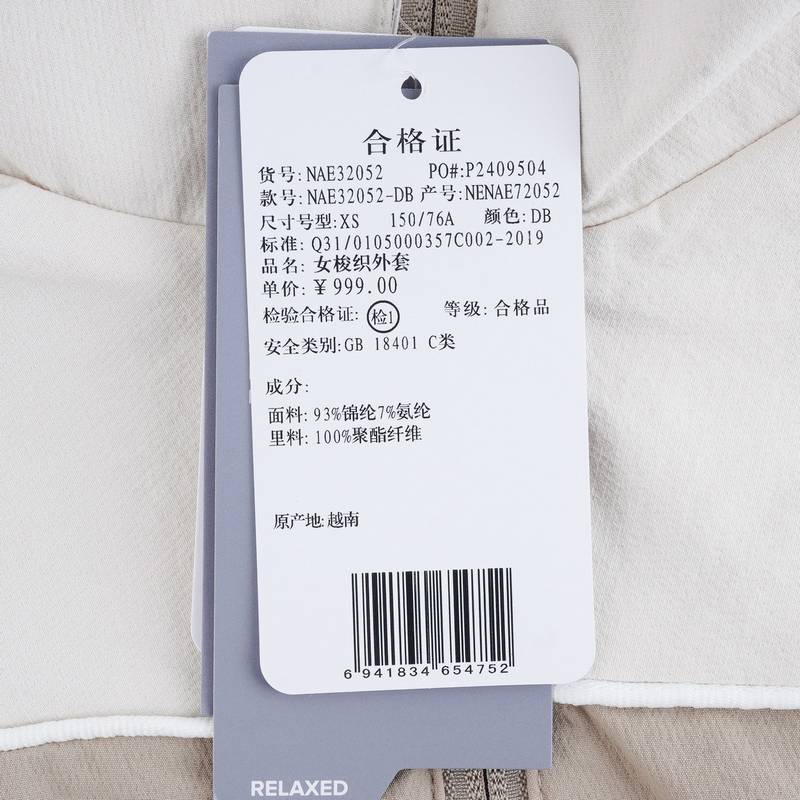 合格证
货号: NAE32052 PO#:P2409504
款号: NAE32052-DB 产号: NENAE72052
尺寸号型:XS 150/76A 颜色: DB
标准: Q31/0105000357C002-2019
品名: 女梭织外套
单价: ¥ 999.00
检验合格证: 检1 等级: 合格品
安全类别:GB 18401 C类
成分:
面料: 93%锦纶7%氨纶
里料: 100%聚酯纤维
原产地: 越南
6 941834 654752
RELAXED